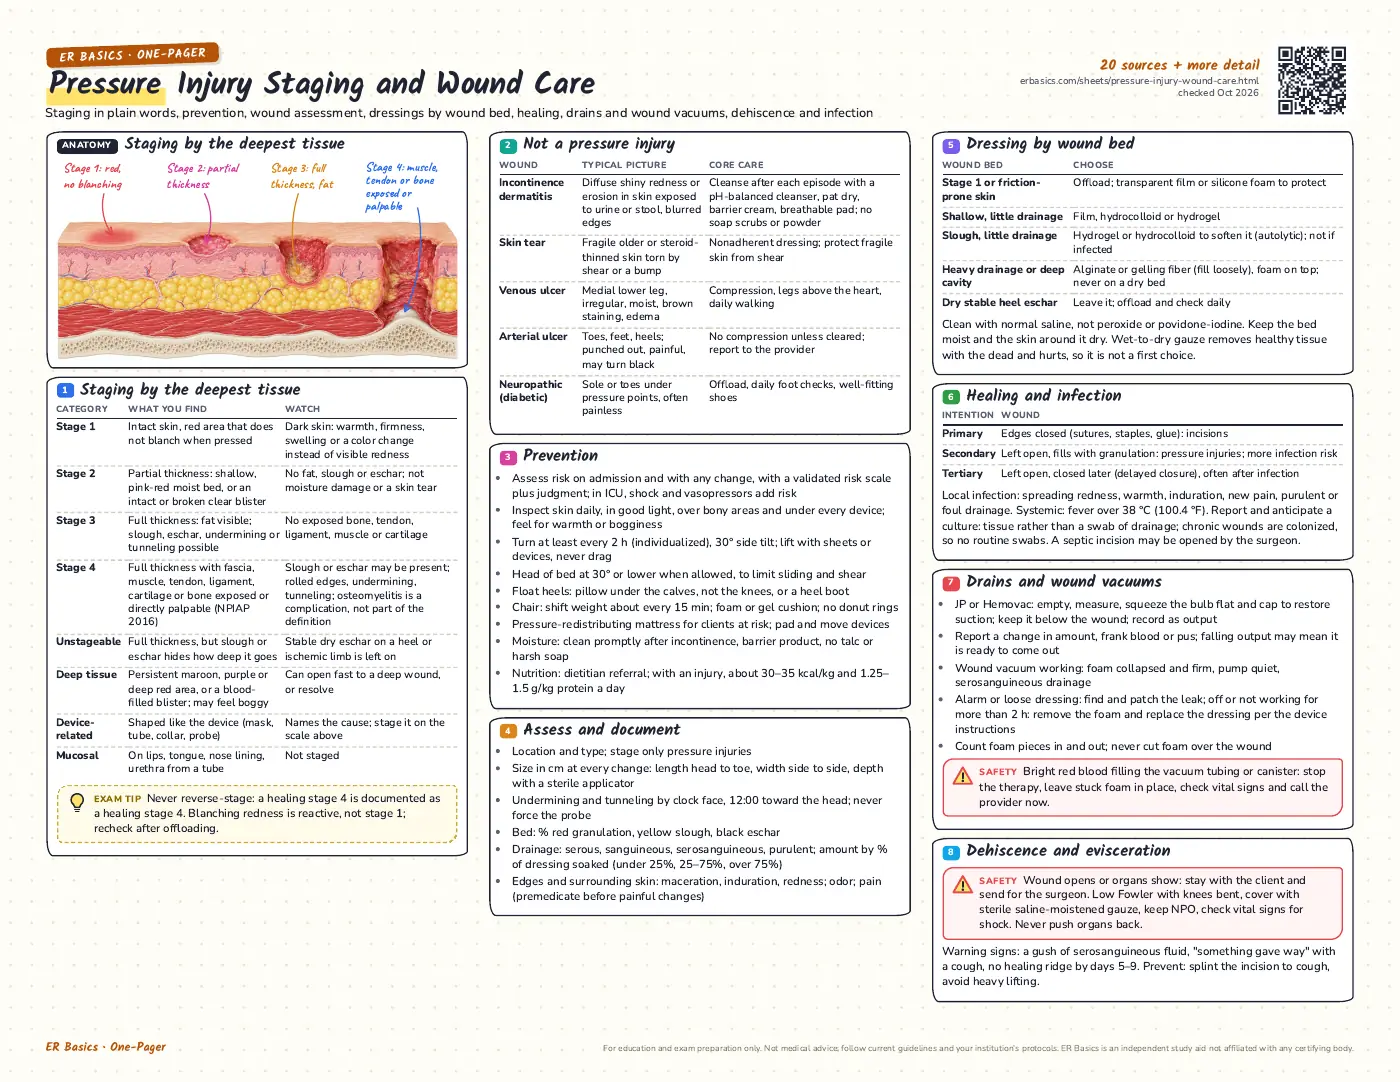 ER BASICS · ONE-PAGER
Pressure Injury Staging and Wound Care
Staging in plain words, prevention, wound assessment, dressings by wound bed, healing, drains and wound vacuums, dehiscence and infection
20 sources + more detail
erbasics.com/sheets/pressure-injury-wound-care.html
checked Oct 2026
ANATOMY Staging by the deepest tissue
Stage 1: red,
no blanching
Stage 2: partial
thickness
Stage 3: full
thickness, fat
Stage 4: muscle,
tendon or bone
exposed or
palpable
1 Staging by the deepest tissue
CATEGORY WHAT YOU FIND WATCH
Stage 1 Intact skin, red area that does Dark skin: warmth, firmness,
not blanch when pressed swelling or a color change
instead of visible redness
Stage 2 Partial thickness: shallow, No fat, slough or eschar; not
pink-red moist bed, or an moisture damage or a skin tear
intact or broken clear blister
Stage 3 Full thickness: fat visible; No exposed bone, tendon,
slough, eschar, undermining or ligament, muscle or cartilage
tunneling possible
Stage 4 Full thickness with fascia, Slough or eschar may be present;
muscle, tendon, ligament, rolled edges, undermining,
cartilage or bone exposed or tunneling; osteomyelitis is a
directly palpable (NPIAP complication, not part of the
2016) definition
Unstageable Full thickness, but slough or Stable dry eschar on a heel or
eschar hides how deep it goes ischemic limb is left on
Deep tissue Persistent maroon, purple or Can open fast to a deep wound,
deep red area, or a blood- or resolve
filled blister; may feel boggy
Device- Shaped like the device (mask, Names the cause; stage it on the
related tube, collar, probe) scale above
Mucosal On lips, tongue, nose lining, Not staged
urethra from a tube
EXAM TIP Never reverse-stage: a healing stage 4 is documented as
a healing stage 4. Blanching redness is reactive, not stage 1;
recheck after offloading.
2 Not a pressure injury
WOUND TYPICAL PICTURE CORE CARE
Incontinence Diffuse shiny redness or Cleanse after each episode with a
dermatitis erosion in skin exposed pH-balanced cleanser, pat dry,
to urine or stool, blurred barrier cream, breathable pad; no
edges soap scrubs or powder
Skin tear Fragile older or steroid- Nonadherent dressing; protect fragile
thinned skin torn by skin from shear
shear or a bump
Venous ulcer Medial lower leg, Compression, legs above the heart,
irregular, moist, brown daily walking
staining, edema
Arterial ulcer Toes, feet, heels; No compression unless cleared;
punched out, painful, report to the provider
may turn black
Neuropathic Sole or toes under Offload, daily foot checks, well-fitting
(diabetic) pressure points, often shoes
painless
3 Prevention
• Assess risk on admission and with any change, with a validated risk scale
plus judgment; in ICU, shock and vasopressors add risk
• Inspect skin daily, in good light, over bony areas and under every device;
feel for warmth or bogginess
• Turn at least every 2 h (individualized), 30° side tilt; lift with sheets or
devices, never drag
• Head of bed at 30° or lower when allowed, to limit sliding and shear
• Float heels: pillow under the calves, not the knees, or a heel boot
• Chair: shift weight about every 15 min; foam or gel cushion; no donut rings
• Pressure-redistributing mattress for clients at risk; pad and move devices
• Moisture: clean promptly after incontinence, barrier product, no talc or
harsh soap
• Nutrition: dietitian referral; with an injury, about 30–35 kcal/kg and 1.25–
1.5 g/kg protein a day
4 Assess and document
• Location and type; stage only pressure injuries
• Size in cm at every change: length head to toe, width side to side, depth
with a sterile applicator
• Undermining and tunneling by clock face, 12:00 toward the head; never
force the probe
• Bed: % red granulation, yellow slough, black eschar
• Drainage: serous, sanguineous, serosanguineous, purulent; amount by %
of dressing soaked (under 25%, 25–75%, over 75%)
• Edges and surrounding skin: maceration, induration, redness; odor; pain
(premedicate before painful changes)
5 Dressing by wound bed
WOUND BED CHOOSE
Stage 1 or friction- Offload; transparent film or silicone foam to protect
prone skin
Shallow, little drainage Film, hydrocolloid or hydrogel
Slough, little drainage Hydrogel or hydrocolloid to soften it (autolytic); not if
infected
Heavy drainage or deep Alginate or gelling fiber (fill loosely), foam on top;
cavity never on a dry bed
Dry stable heel eschar Leave it; offload and check daily
Clean with normal saline, not peroxide or povidone-iodine. Keep the bed
moist and the skin around it dry. Wet-to-dry gauze removes healthy tissue
with the dead and hurts, so it is not a first choice.
6 Healing and infection
INTENTION WOUND
Primary Edges closed (sutures, staples, glue): incisions
Secondary Left open, fills with granulation: pressure injuries; more infection risk
Tertiary Left open, closed later (delayed closure), often after infection
Local infection: spreading redness, warmth, induration, new pain, purulent or
foul drainage. Systemic: fever over 38 °C (100.4 °F). Report and anticipate a
culture: tissue rather than a swab of drainage; chronic wounds are colonized,
so no routine swabs. A septic incision may be opened by the surgeon.
7 Drains and wound vacuums
• JP or Hemovac: empty, measure, squeeze the bulb flat and cap to restore
suction; keep it below the wound; record as output
• Report a change in amount, frank blood or pus; falling output may mean it
is ready to come out
• Wound vacuum working: foam collapsed and firm, pump quiet,
serosanguineous drainage
• Alarm or loose dressing: find and patch the leak; off or not working for
more than 2 h: remove the foam and replace the dressing per the device
instructions
• Count foam pieces in and out; never cut foam over the wound
SAFETY Bright red blood filling the vacuum tubing or canister: stop
the therapy, leave stuck foam in place, check vital signs and call the
provider now.
8 Dehiscence and evisceration
SAFETY Wound opens or organs show: stay with the client and
send for the surgeon. Low Fowler with knees bent, cover with
sterile saline-moistened gauze, keep NPO, check vital signs for
shock. Never push organs back.
Warning signs: a gush of serosanguineous fluid, "something gave way" with
a cough, no healing ridge by days 5–9. Prevent: splint the incision to cough,
avoid heavy lifting.
ER Basics · One-Pager
For education and exam preparation only. Not medical advice; follow current guidelines and your institution's protocols. ER Basics is an independent study aid not affiliated with any certifying body.